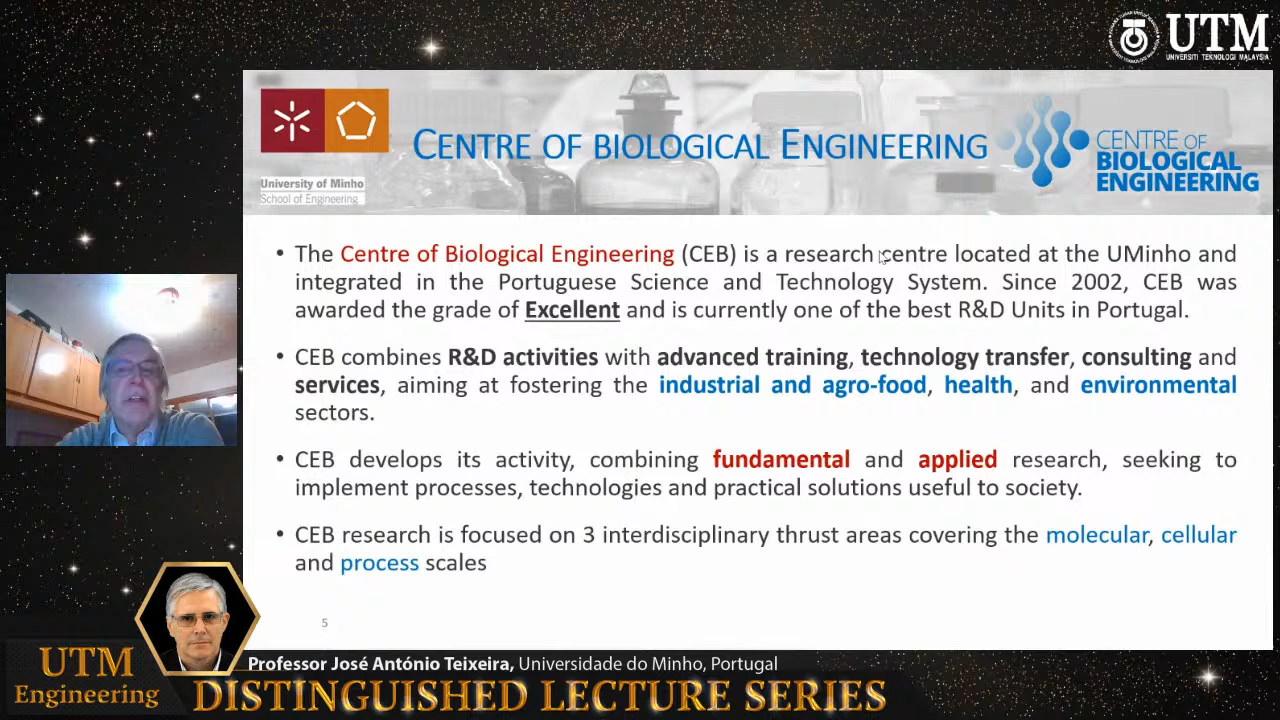 UTM
UNIVERSITI TEKNOLOGI MALAYSIA
University of Minho
School of Engineering
CENTRE OF BIOLOGICAL ENGINEERING
CENTRE OF
BIOLOGICAL
ENGINEERING
• The Centre of Biological Engineering (CEB) is a research centre located at the UMinho and
integrated in the Portuguese Science and Technology System. Since 2002, CEB was
awarded the grade of Excellent and is currently one of the best R&D Units in Portugal.
• CEB combines R&D activities with advanced training, technology transfer, consulting and
services, aiming at fostering the industrial and agro-food, health, and environmental
sectors.
• CEB develops its activity, combining fundamental and applied research, seeking to
implement processes, technologies and practical solutions useful to society.
• CEB research is focused on 3 interdisciplinary thrust areas covering the molecular, cellular
and process scales
5
UTM
Engineering
Professor José António Teixeira, Universidade do Minho, Portugal
DISTINGUISHED LECTURE SERIES